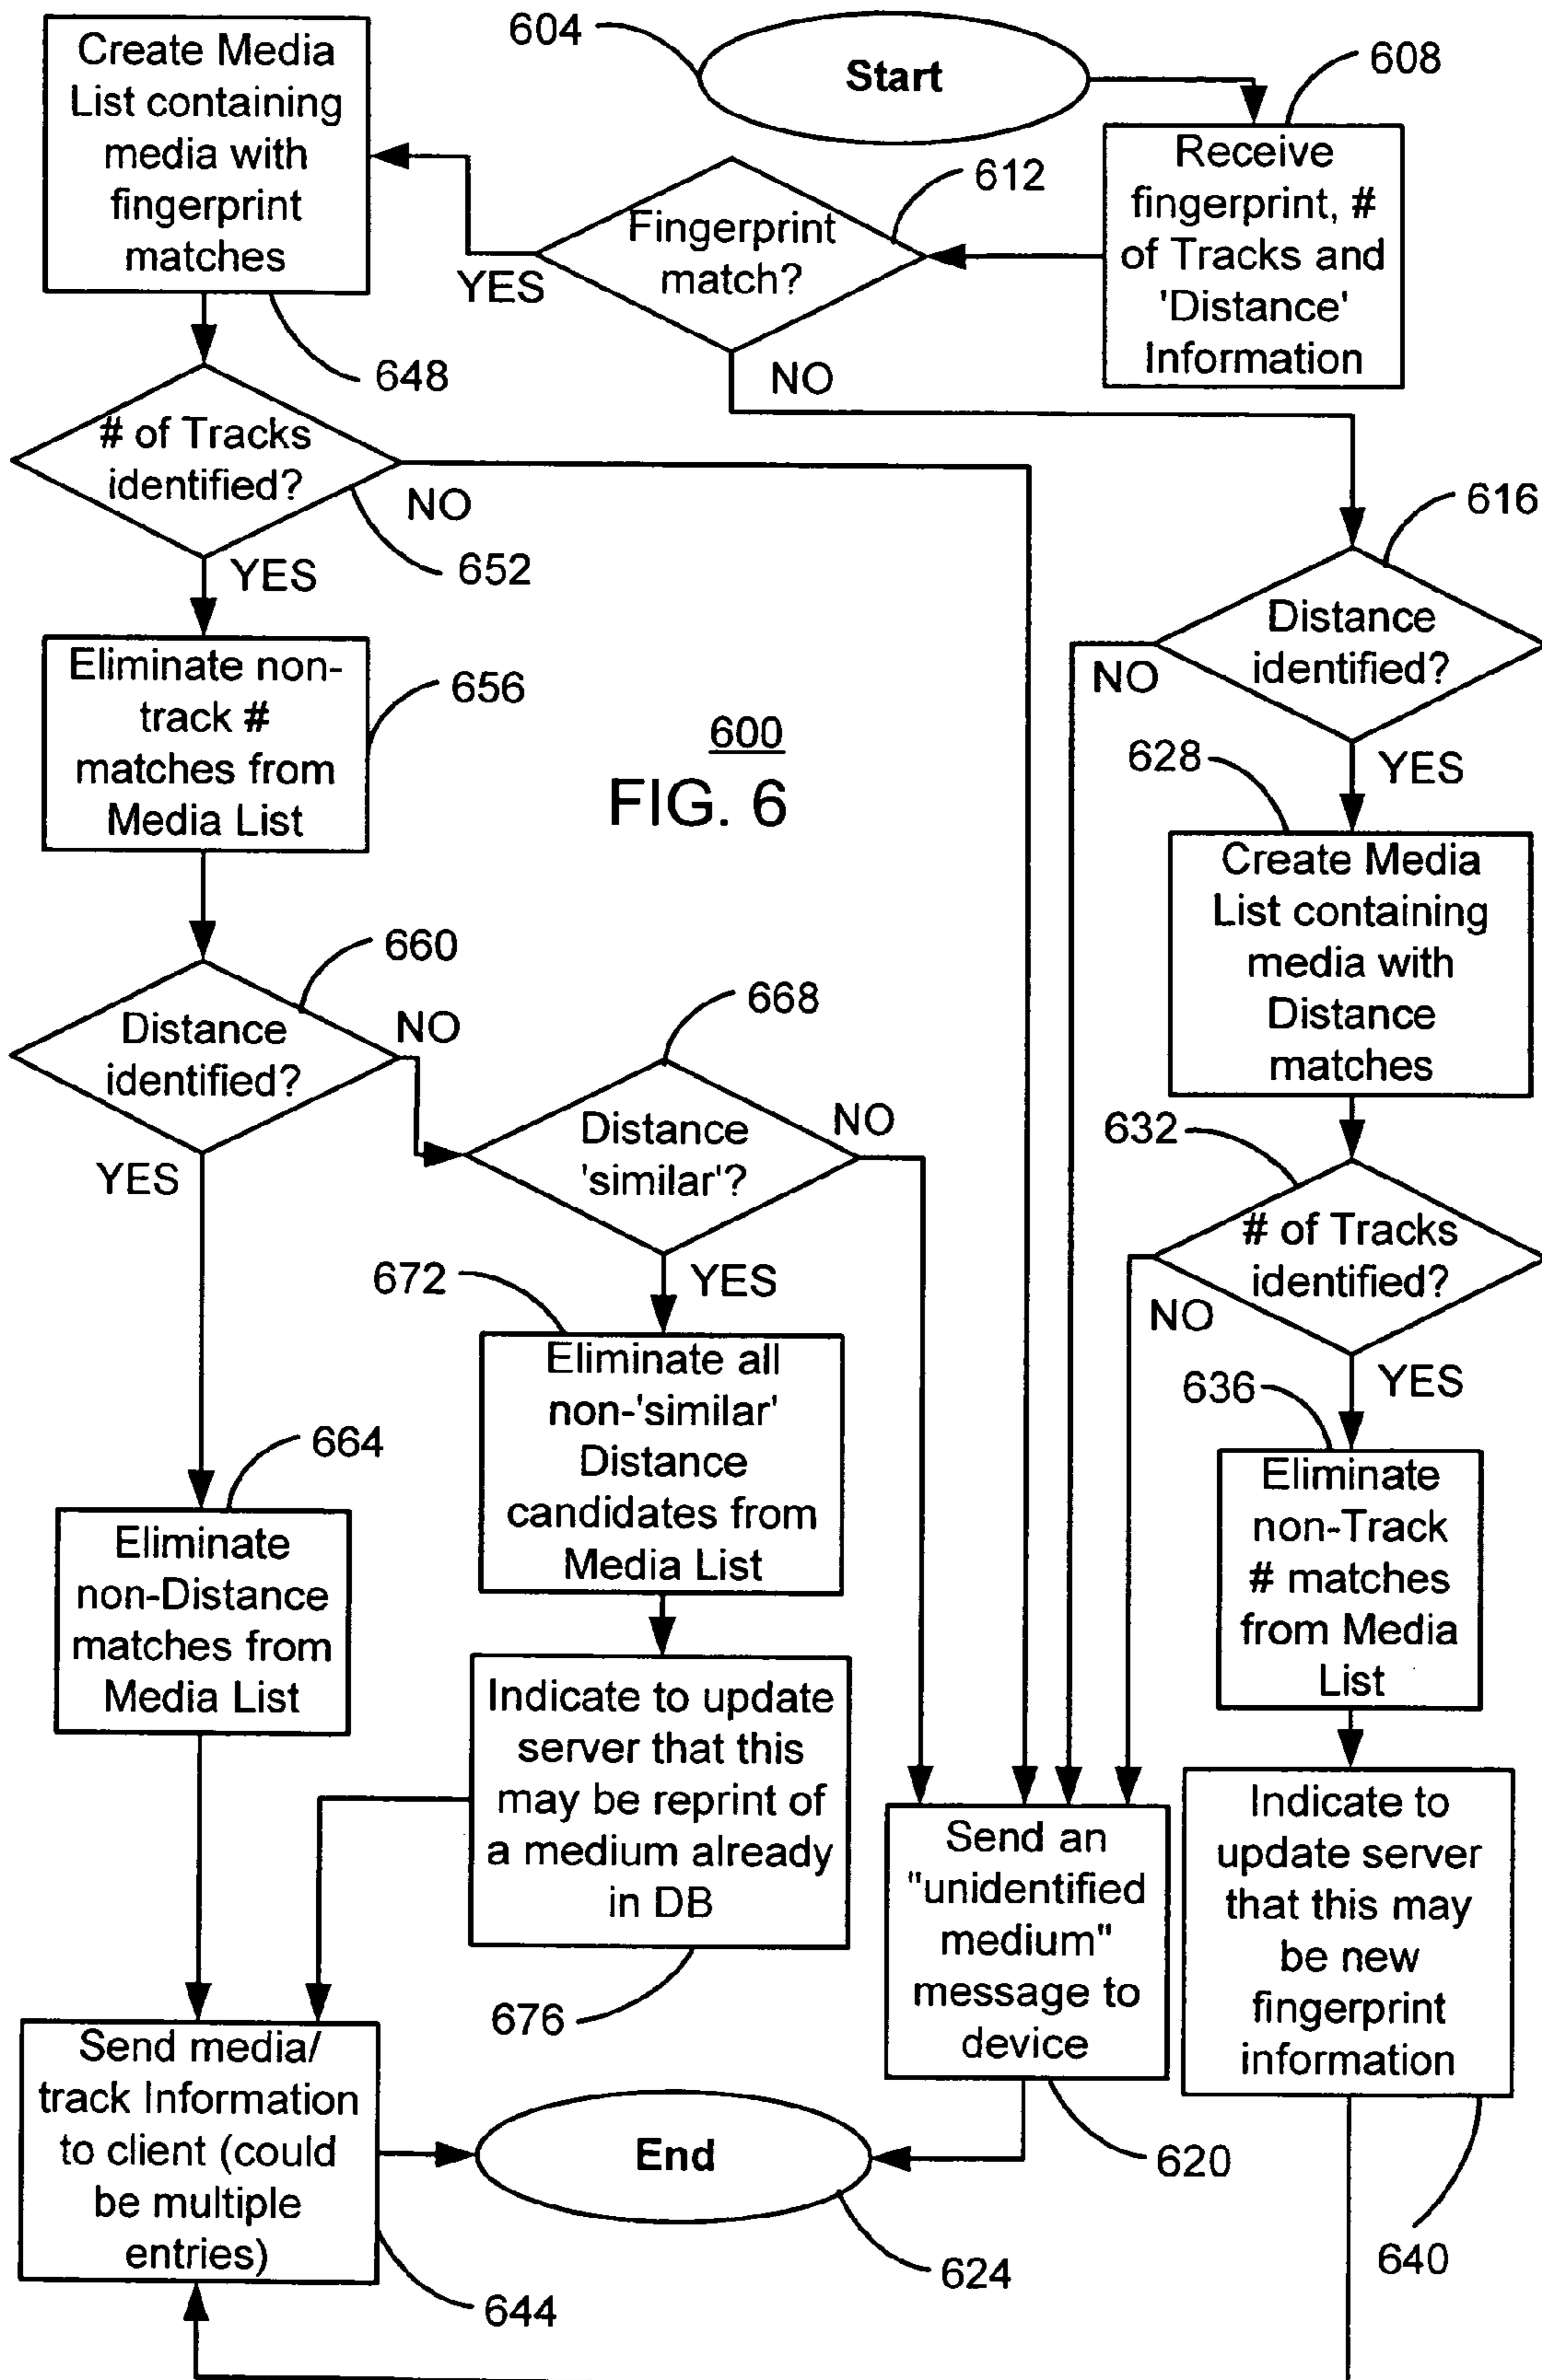 604
Start
608
Receive
fingerprint, #
of Tracks and
'Distance'
Information
612
Fingerprint
match?
YES
NO
Create Media
List containing
media with
fingerprint
matches
648
# of Tracks
identified?
NO
652
YES
616
Distance
identified?
NO
YES
Eliminate non-
track #
matches from
Media List
656
600
FIG. 6
628
Create Media
List containing
media with
Distance
matches
660
Distance
identified?
NO
YES
668
Distance
'similar'?
NO
YES
632
# of Tracks
identified?
NO
YES
672
Eliminate all
non-'similar'
Distance
candidates from
Media List
636
Eliminate
non-Track
# matches
from Media
List
664
Eliminate
non-Distance
matches from
Media List
Indicate to update
server that this
may be reprint of
a medium already
in DB
676
Send an
"unidentified
medium"
message to
device
620
Indicate to
update server
that this may
be new
fingerprint
information
640
Send media/
track Information
to client (could
be multiple
entries)
644
End
624